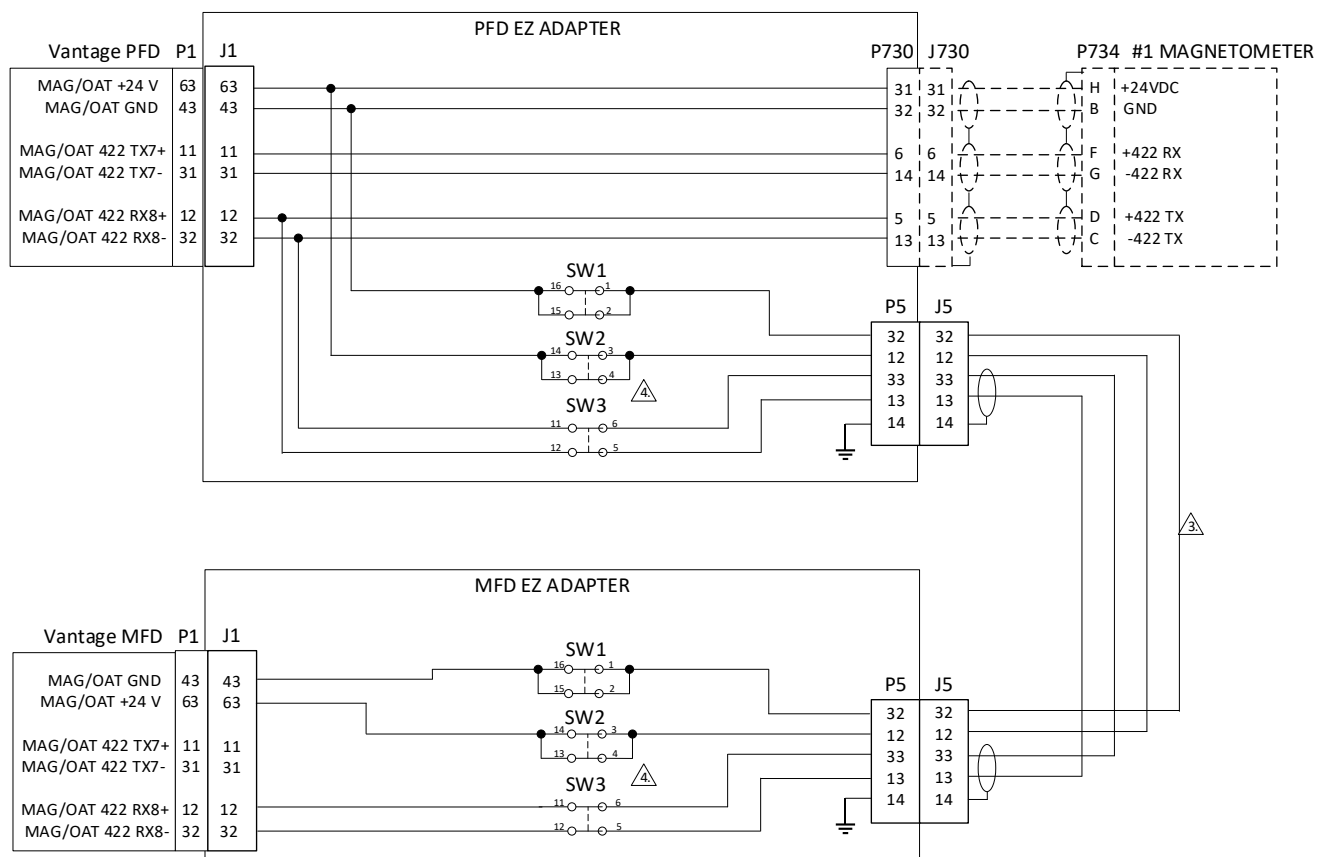 PFD EZ ADAPTER
Vantage PFD P1 J1 P730 J730 P734 #1 MAGNETOMETER
MAG/OAT +24 V 63 63 31 31 H +24VDC
MAG/OAT GND 43 43 32 32 B GND
MAG/OAT 422 TX7+ 11 11 6 6 F +422 RX
MAG/OAT 422 TX7- 31 31 14 14 G -422 RX
MAG/OAT 422 RX8+ 12 12 5 5 D +422 TX
MAG/OAT 422 RX8- 32 32 13 13 C -422 TX
SW1
16 1
15 2
P5 J5
SW2
32 32
14 3 12 12
13 4 4. 33 33
SW3 13 13
11 6 14 14
12 5
3.
MFD EZ ADAPTER
Vantage MFD P1 J1
SW1
16 1
MAG/OAT GND 43 43 15 2 P5 J5
MAG/OAT +24 V 63 63
SW2 32 32
14 3 12 12
MAG/OAT 422 TX7+ 11 11 13 4 33 33
MAG/OAT 422 TX7- 31 31 4. 13 13
SW3 14 14
MAG/OAT 422 RX8+ 12 12 11 6
MAG/OAT 422 RX8- 32 32 12 5